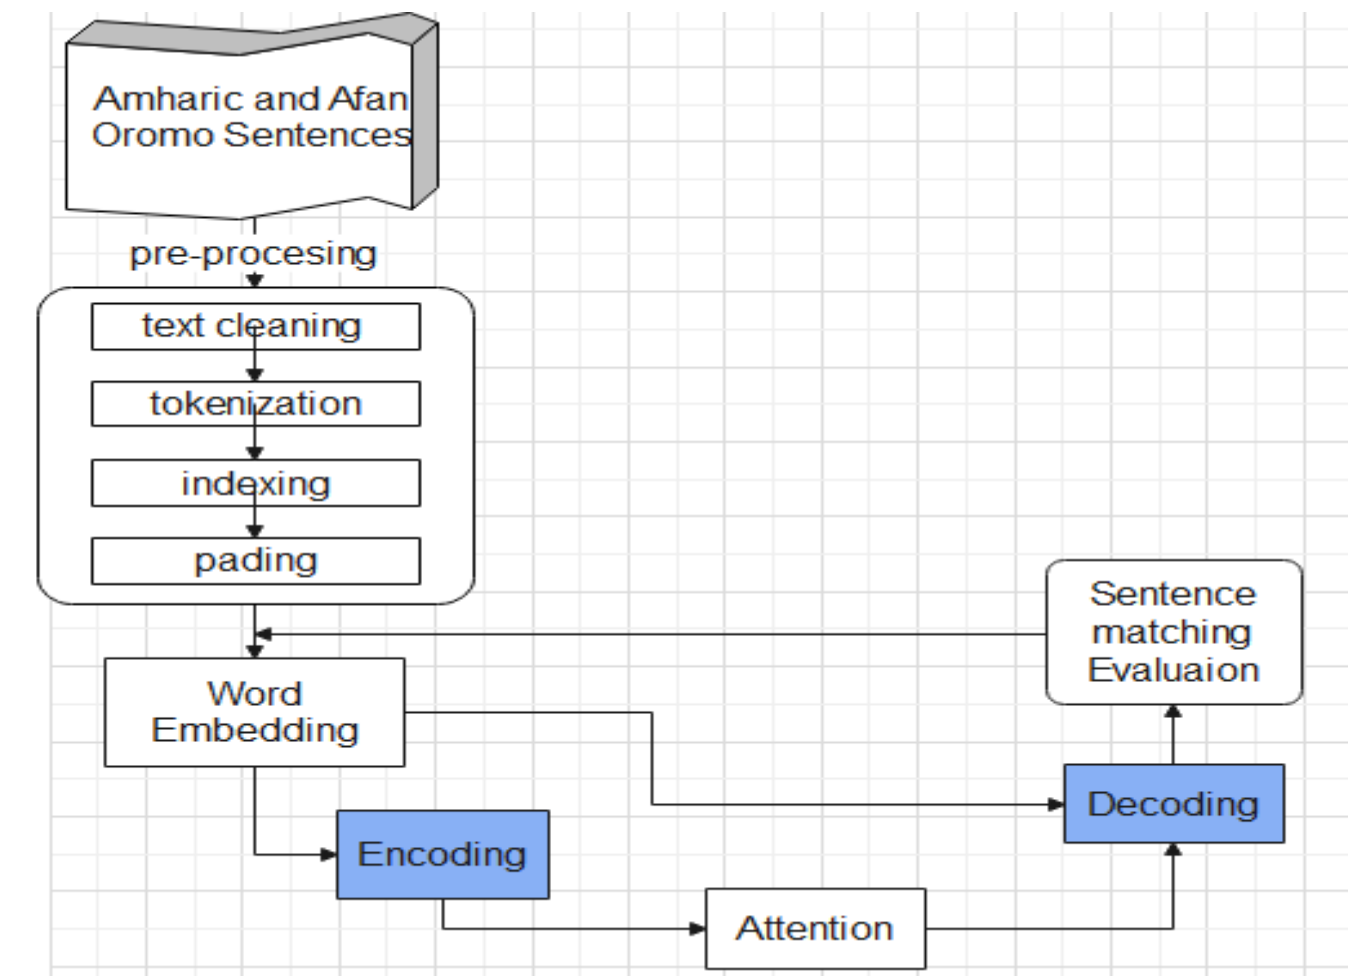 Amharic and Afan
Oromo Sentences
pre-procesing
text cleaning
tokenization
indexing
pading
Word
Embedding
Encoding
Attention
Decoding
Sentence
matching
Evaluaion